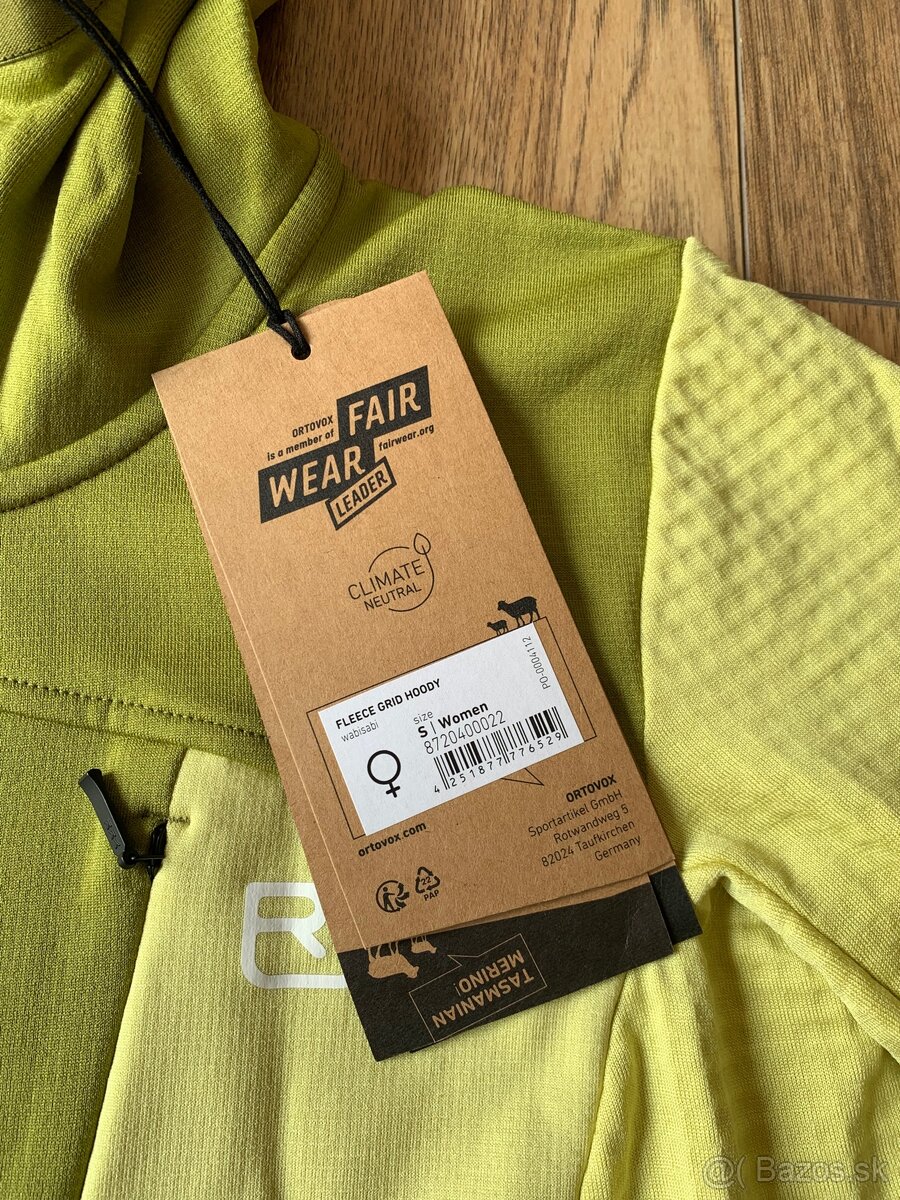 ORTOVOX
is a member of
FAIR
WEAR
fairwear.org
LEADER
CLIMATE
NEUTRAL
FLEECE GRID HOODY
wabisabi
size
S | Women
8720400022
4 251877 776529
PO-0004112
ortovox.com
ORTOVOX
Sportartikel GmbH
Rotwandweg 5
82024 Taufkirchen
Germany
22
PAP
TASMANIAN
MERINO!
@( Bazos.sk